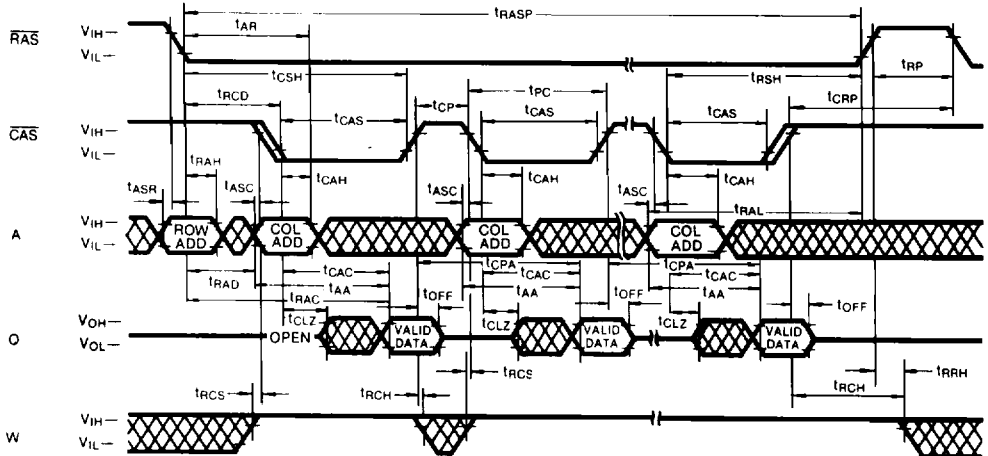 tRASP
tAR
RAS
VIH
VIL
tCSH
tRSH
tRP
tRCD
tCP
tPC
tCRP
tCAS
tCAS
tCAS
CAS
VIH
VIL
tRAH
tCAH
tCAH
tCAH
tASR
tASC
tASC
tASC
tRAL
A
VIH
VIL
ROW ADD
COL ADD
COL ADD
COL ADD
tCAC
tCPA
tCAC
tCPA
tCAC
tRAD
tAA
tAA
tAA
tRAC
tOFF
tOFF
tOFF
tCLZ
tCLZ
tCLZ
O
VOH
VOL
OPEN
VALID DATA
VALID DATA
VALID DATA
tRCS
tRCS
tRCH
tRCH
tRRH
W
VIH
VIL